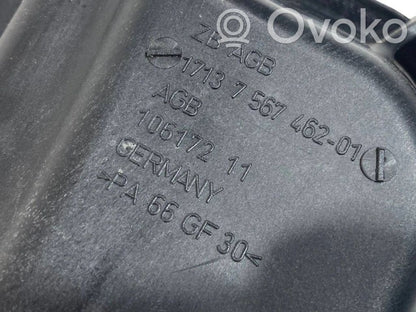 Ovoko
ZB AGB
1713 7 567 462-01
AGB
106172 11
GERMANY
>PA 66 GF 30<